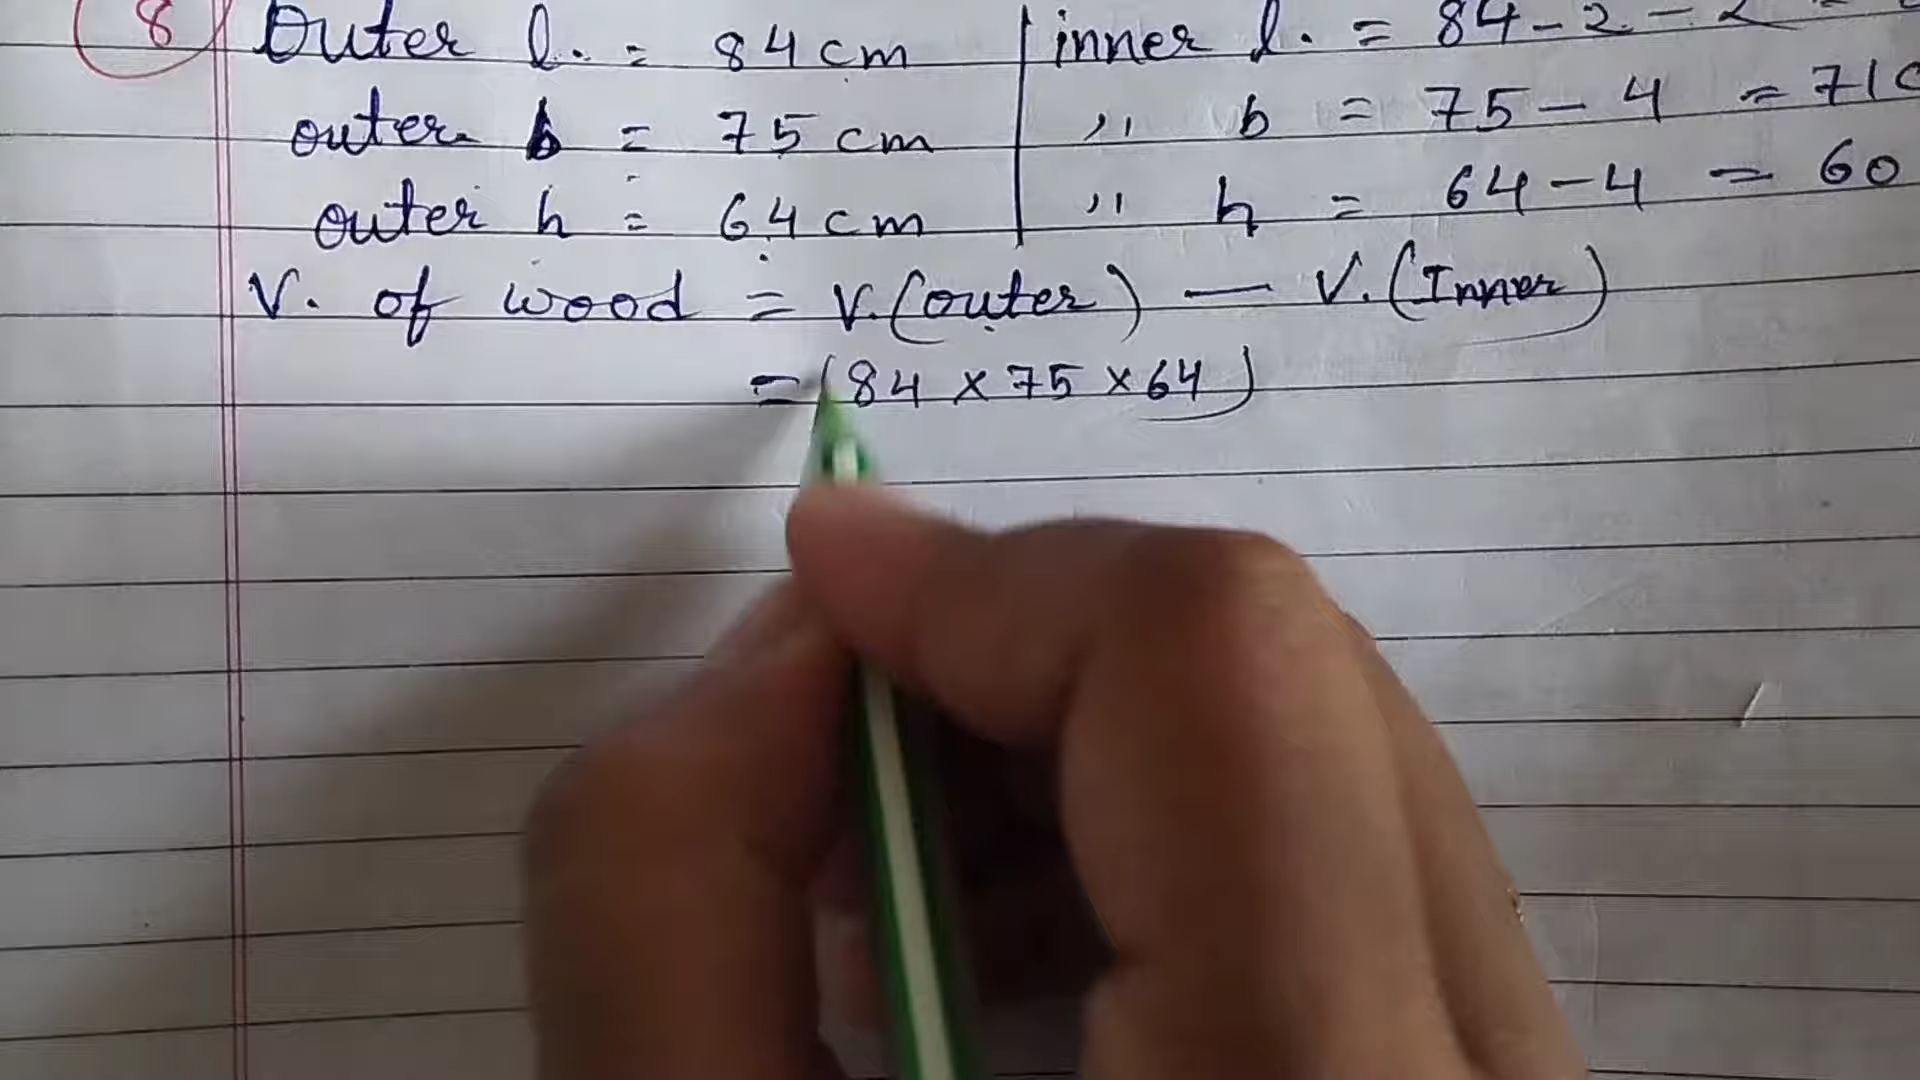 8 Outer l. = 84 cm | inner l. = 84 - 2 - 2 =
outer b = 75 cm | ,, b = 75 - 4 = 71c
outer h = 64 cm | ,, h = 64 - 4 = 60
V. of wood = V.(outer) — V.(Inner)
= (84 × 75 × 64)